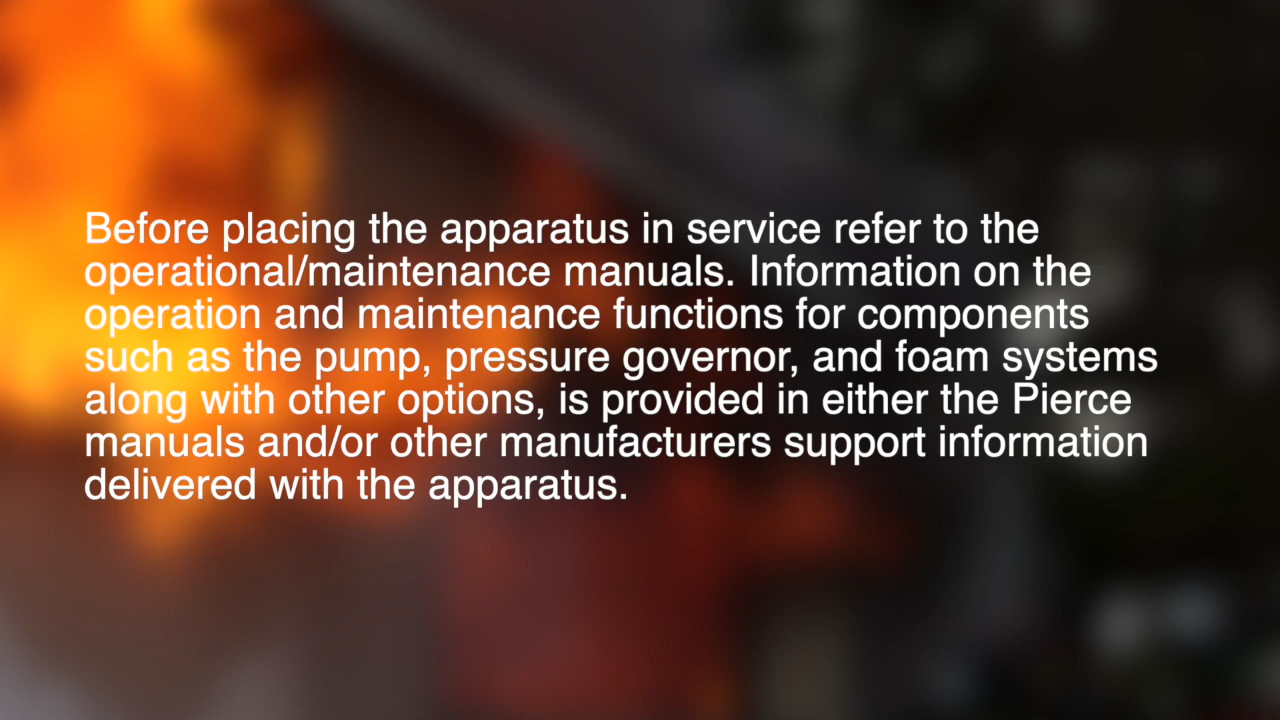 Before placing the apparatus in service refer to the
operational/maintenance manuals. Information on the
operation and maintenance functions for components
such as the pump, pressure governor, and foam systems
along with other options, is provided in either the Pierce
manuals and/or other manufacturers support information
delivered with the apparatus.